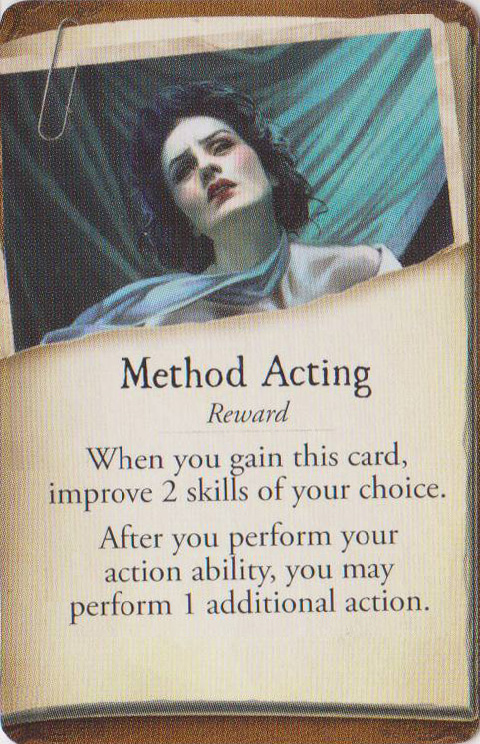 Method Acting
Reward
When you gain this card,
improve 2 skills of your choice.
After you perform your
action ability, you may
perform 1 additional action.